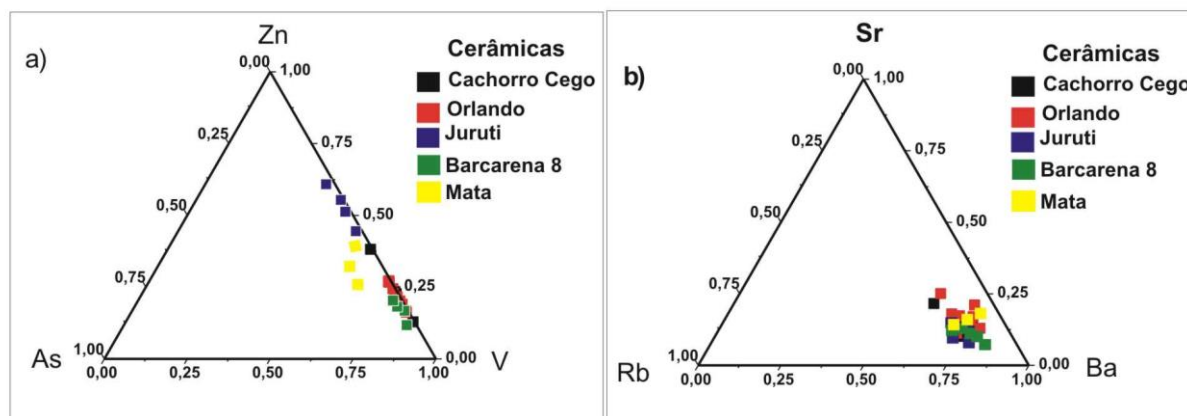 a)
Zn
0,00
1,00
0,25
0,75
0,50
0,50
0,75
0,25
1,00
0,00
As
V
0,00
0,25
0,50
0,75
1,00
Cerâmicas
Cachorro Cego
Orlando
Juruti
Barcarena 8
Mata
b)
Sr
0,00
1,00
0,25
0,75
0,50
0,50
0,75
0,25
1,00
0,00
Rb
Ba
0,00
0,25
0,50
0,75
1,00
Cerâmicas
Cachorro Cego
Orlando
Juruti
Barcarena 8
Mata